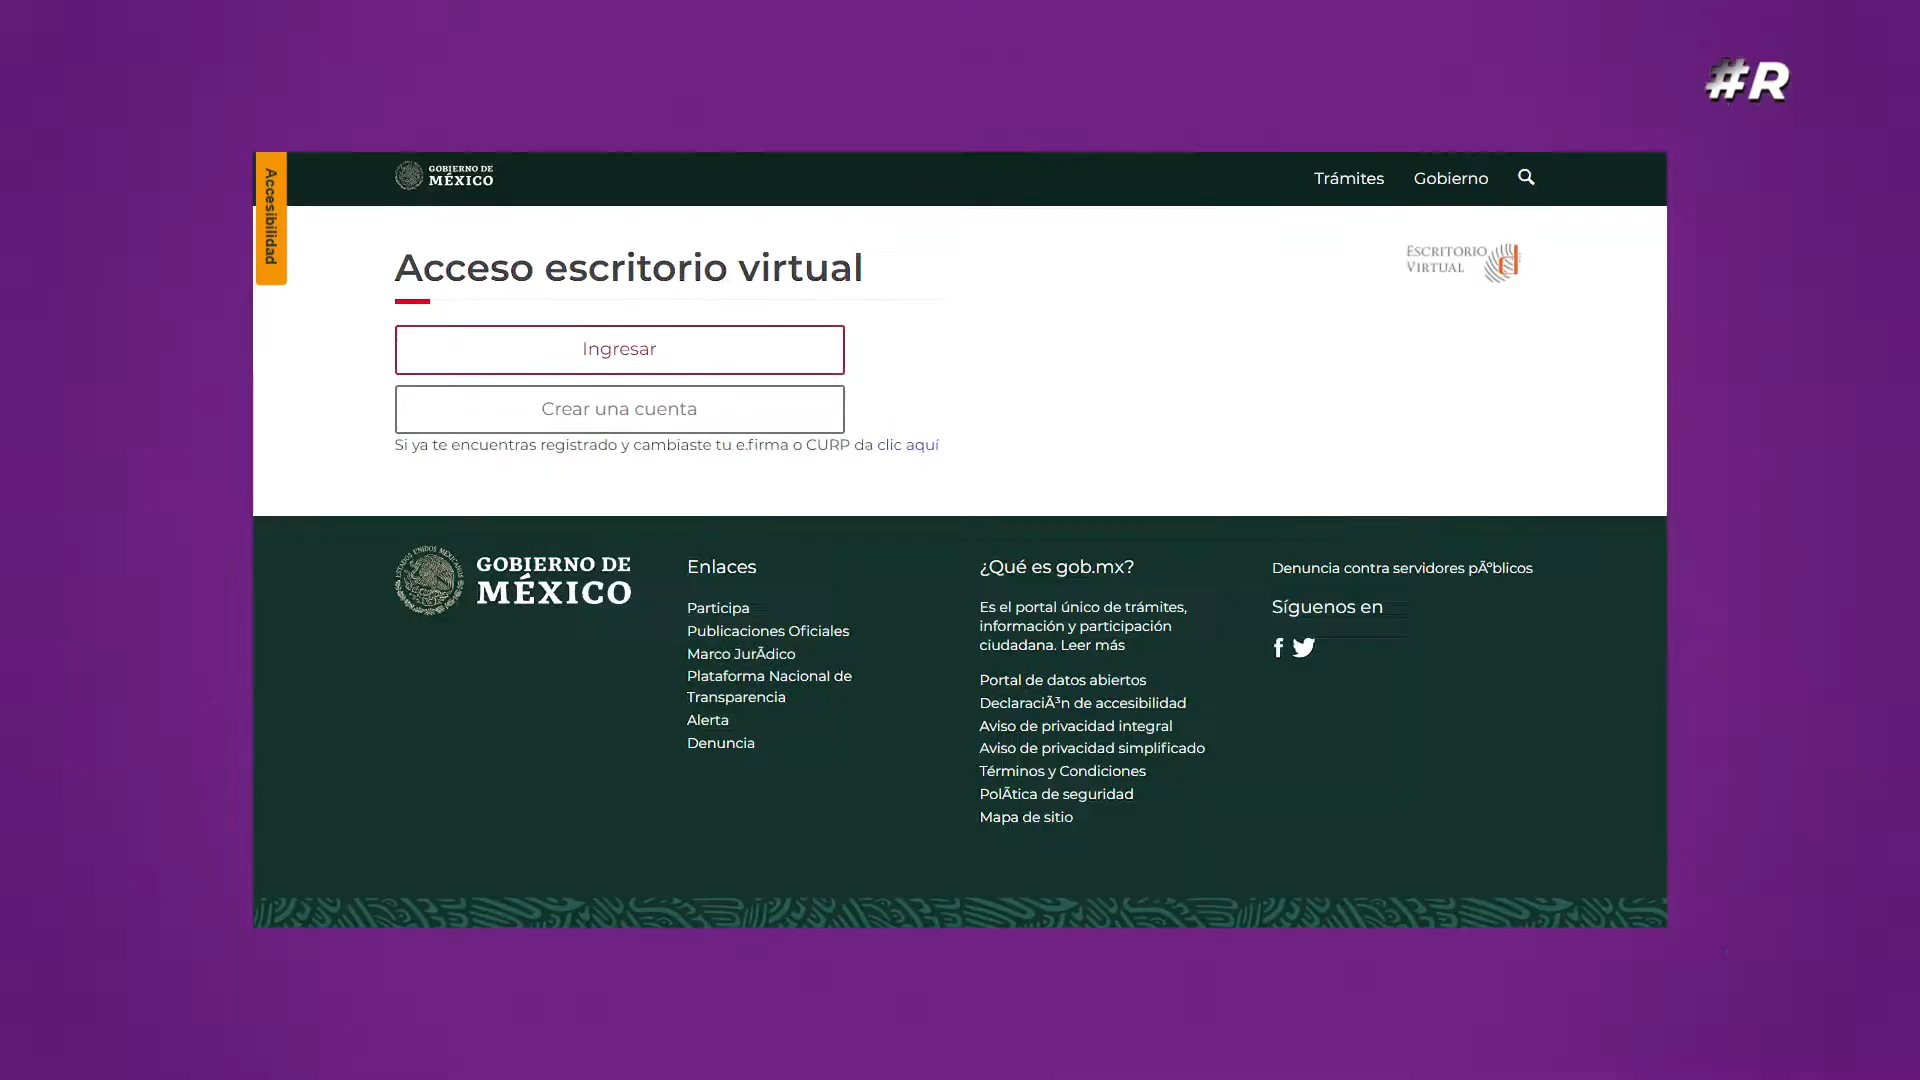 #R
Accesibilidad
GOBIERNO DE
MÉXICO
Trámites
Gobierno
Acceso escritorio virtual
ESCRITORIO
VIRTUAL
Ingresar
Crear una cuenta
Si ya te encuentras registrado y cambiaste tu e.firma o CURP da clic aquí
ESTADOS UNIDOS MEXICANOS
GOBIERNO DE
MÉXICO
Enlaces
Participa
Publicaciones Oficiales
Marco JurÃdico
Plataforma Nacional de
Transparencia
Alerta
Denuncia
¿Qué es gob.mx?
Es el portal único de trámites,
información y participación
ciudadana. Leer más
Portal de datos abiertos
DeclaraciÃ³n de accesibilidad
Aviso de privacidad integral
Aviso de privacidad simplificado
Términos y Condiciones
PolÃtica de seguridad
Mapa de sitio
Denuncia contra servidores pÃºblicos
Síguenos en